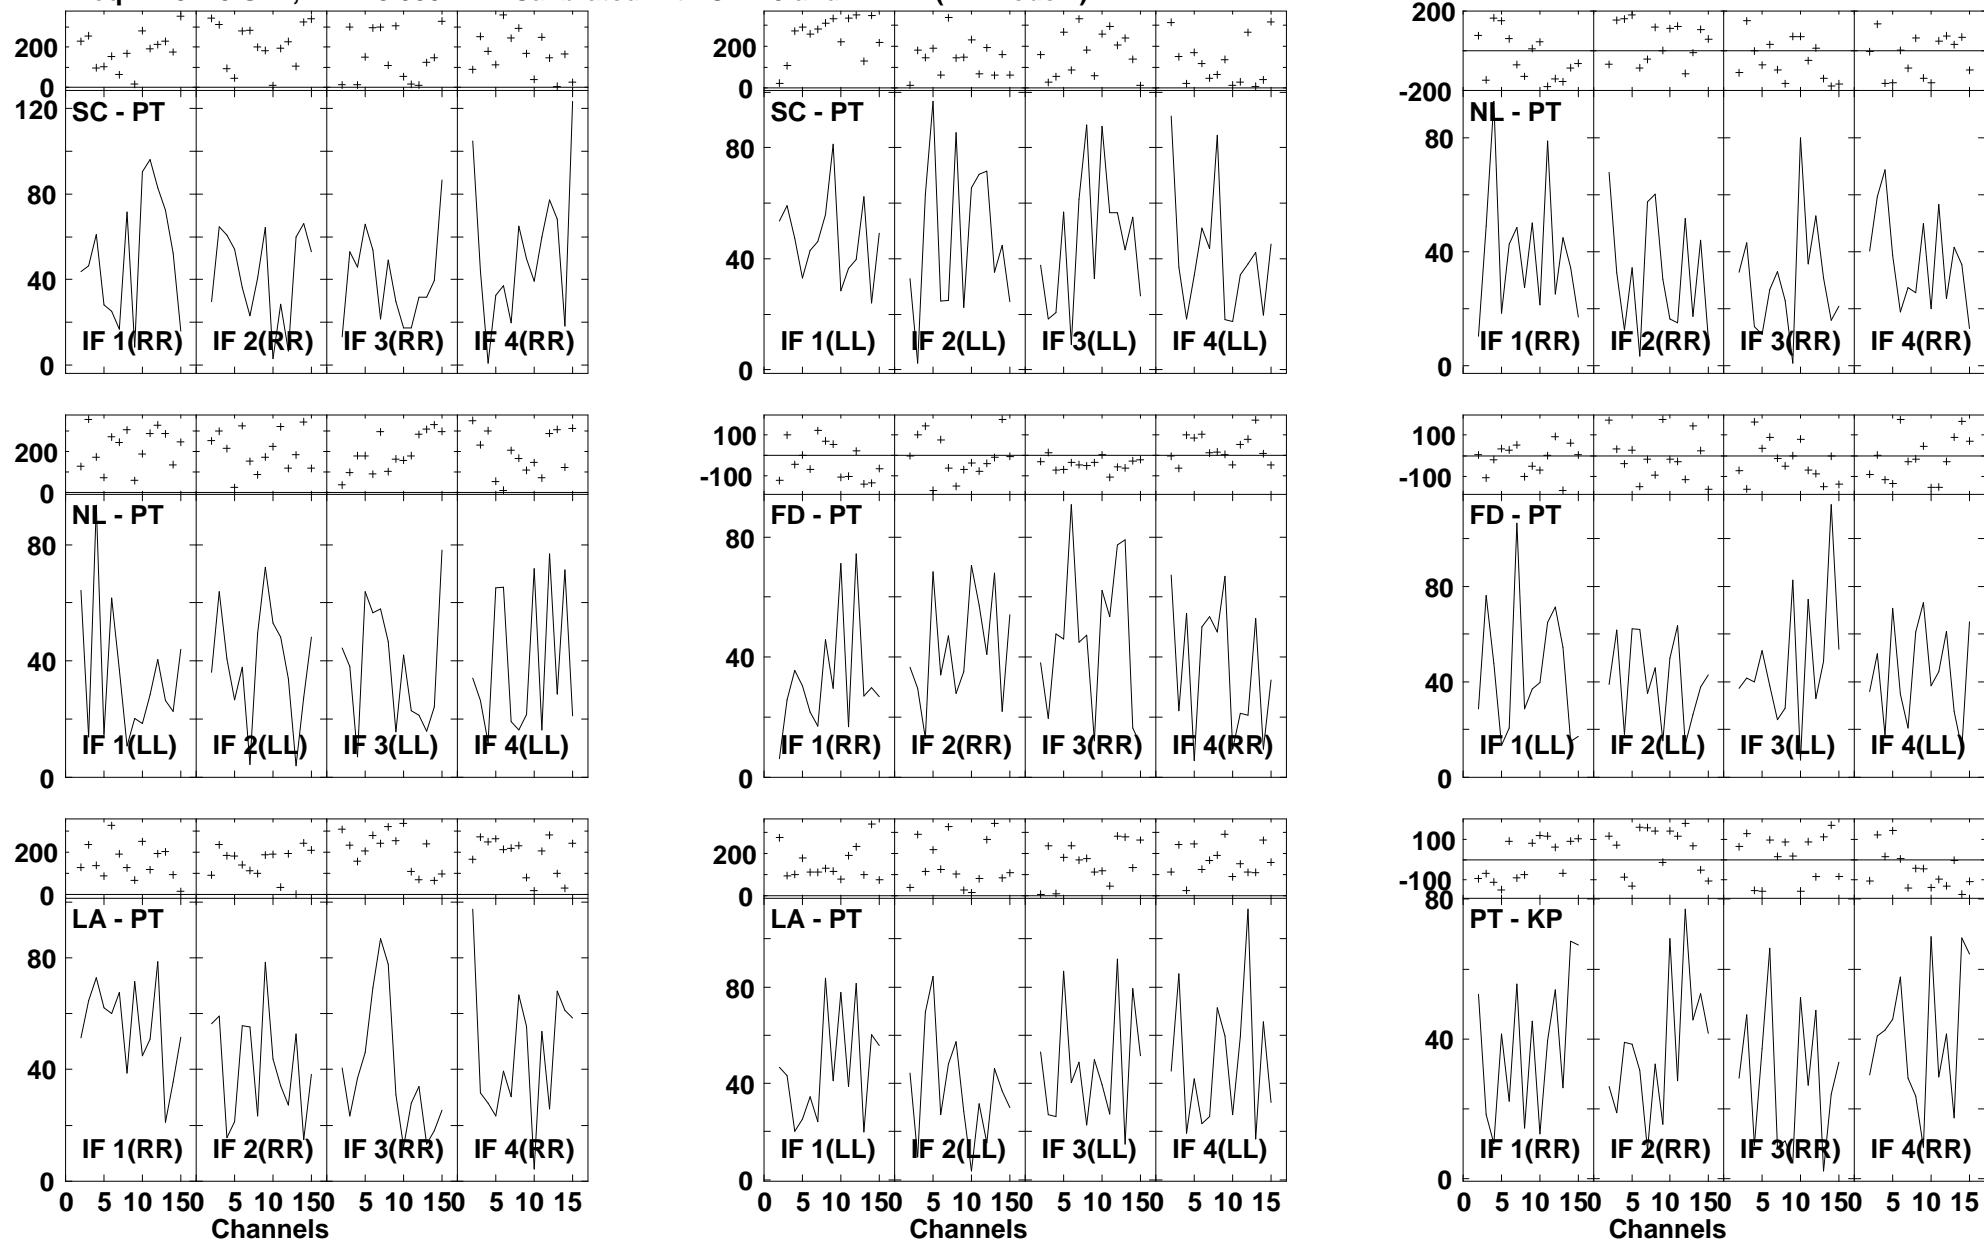 200
0
200
0
200
-200
120
80
40
0
SC - PT
IF 1(RR) IF 2(RR) IF 3(RR) IF 4(RR)
80
40
0
SC - PT
IF 1(LL) IF 2(LL) IF 3(LL) IF 4(LL)
80
40
0
NL - PT
IF 1(RR) IF 2(RR) IF 3(RR) IF 4(RR)
200
0
100
-100
100
-100
80
40
0
NL - PT
IF 1(LL) IF 2(LL) IF 3(LL) IF 4(LL)
80
40
0
FD - PT
IF 1(RR) IF 2(RR) IF 3(RR) IF 4(RR)
80
40
0
FD - PT
IF 1(LL) IF 2(LL) IF 3(LL) IF 4(LL)
200
0
200
0
100
-100
80
40
0
LA - PT
IF 1(RR) IF 2(RR) IF 3(RR) IF 4(RR)
0 5 10 150 5 10 150 5 10 150 5 10 15
Channels
80
40
0
LA - PT
IF 1(LL) IF 2(LL) IF 3(LL) IF 4(LL)
0 5 10 150 5 10 150 5 10 150 5 10 15
Channels
80
40
0
PT - KP
IF 1(RR) IF 2(RR) IF 3(RR) IF 4(RR)
0 5 10 150 5 10 150 5 10 150 5 10 15
Channels